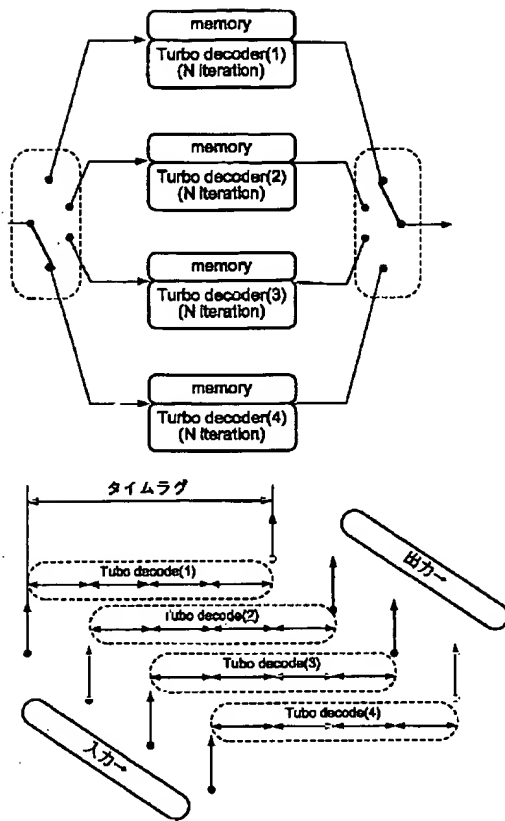 memory
Turbo decoder(1)
(N iteration)
memory
Turbo decoder(2)
(N iteration)
memory
Turbo decoder(3)
(N iteration)
memory
Turbo decoder(4)
(N iteration)
タイムラグ
Tubo decode(1)
Tubo decode(2)
Tubo decode(3)
Tubo decode(4)
出力→
入力→